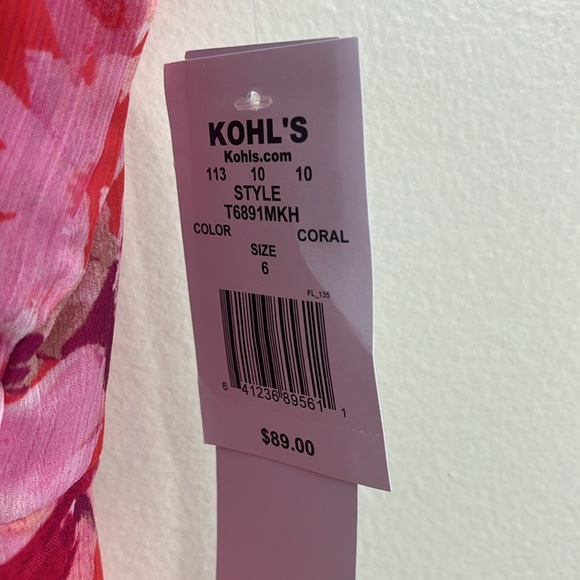 KOHL'S
Kohls.com
113 10 10
STYLE
T6891MKH
COLOR CORAL
SIZE
6
FL_135
6 41236 89561 1
$89.00